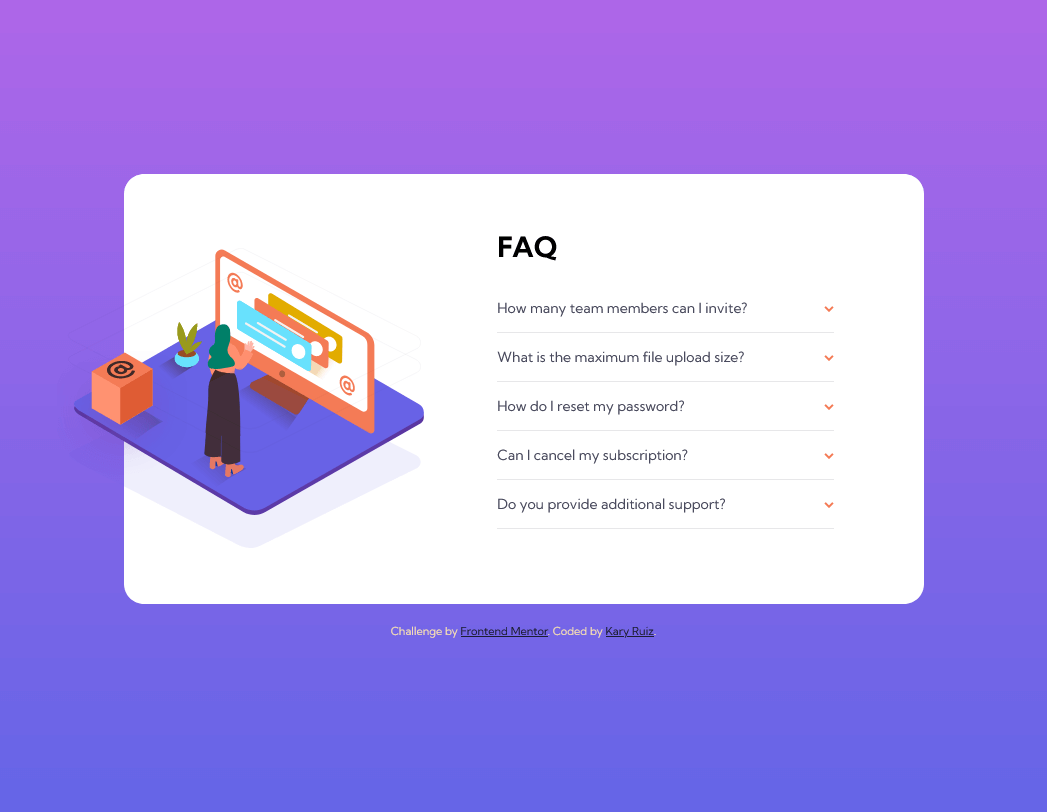 FAQ
How many team members can I invite?
What is the maximum file upload size?
How do I reset my password?
Can I cancel my subscription?
Do you provide additional support?
@
@
@
Challenge by Frontend Mentor. Coded by Kary Ruiz.